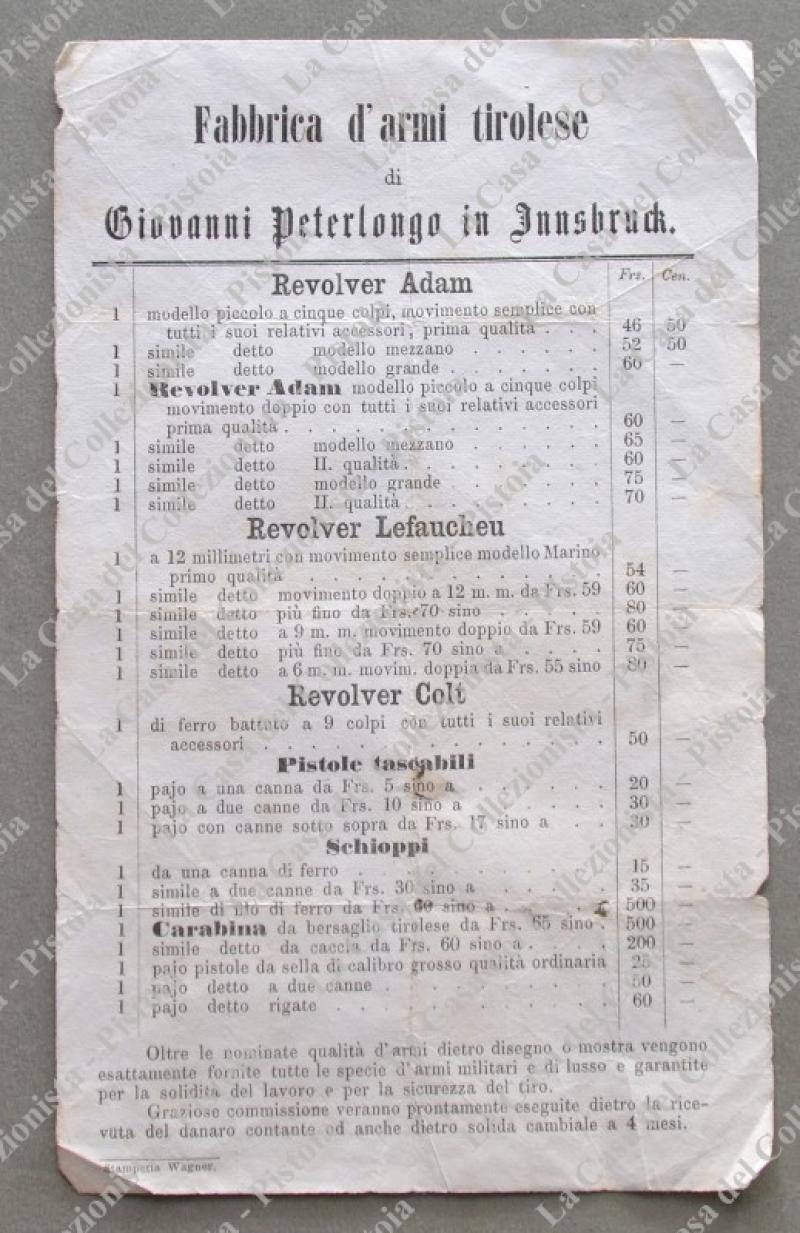 Fabbrica d'armi tirolese
di
Giovanni Peterlongo in Innsbruck.
Frs. Cen.
Revolver Adam
1 modello piccolo a cinque colpi, movimento semplice con
tutti i suoi relativi accessori, prima qualità . . . 46 50
1 simile detto modello mezzano . . . . . . 52 50
1 simile detto modello grande . . . . . . . 60 —
1 Revolver Adam modello piccolo a cinque colpi
movimento doppio con tutti i suoi relativi accessori
prima qualità . . . . . . . . . . . . . . 60 —
1 simile detto modello mezzano . . . . . . 65 —
1 simile detto II. qualità . . . . . . . . 60 —
1 simile detto modello grande . . . . . . 75 —
1 simile detto II. qualità . . . . . . . . 70 —
Revolver Lefaucheu
1 a 12 millimetri con movimento semplice modello Marino
primo qualità . . . . . . . . . . . . . 54 —
1 simile detto movimento doppio a 12 m. m. da Frs. 59 60 —
1 simile detto più fino da Frs. 70 sino . . . . . 80 —
1 simile detto a 9 m. m. movimento doppio da Frs. 59 60 —
1 simile detto più fino da Frs. 70 sino a . . . . 75 —
1 simile detto a 6 m. m. movim. doppia da Frs. 55 sino 80 —
Revolver Colt
1 di ferro battuto a 9 colpi con tutti i suoi relativi
accessori . . . . . . . . . . . . . . . 50 —
Pistole tascabili
1 pajo a una canna da Frs. 5 sino a . . . . . 20 —
1 pajo a due canne da Frs. 10 sino a . . . . . 30 —
1 pajo con canne sotto sopra da Frs. 17 sino a . . 30 —
Schioppi
1 da una canna di ferro . . . . . . . . . 15 —
1 simile a due canne da Frs. 30 sino a . . . . . 35 —
1 simile di filo di ferro da Frs. 60 sino a . . . . 500 —
1 Carabina da bersaglio tirolese da Frs. 65 sino . 500 —
1 simile detto da caccia da Frs. 60 sino a . . . . 200 —
1 pajo pistole da sella di calibro grosso qualità ordinaria 25 —
1 pajo detto a due canne . . . . . . . . 50 —
1 pajo detto rigate . . . . . . . . . . . 60 —
Oltre le nominate qualità d'armi dietro disegno o mostra vengono
esattamente fornite tutte le specie d'armi militari e di lusso e garantite
per la solidita del lavoro e per la sicurezza del tiro.
Graziose commissione veranno prontamente eseguite dietro la rice-
vuta del danaro contante ed anche dietro solida cambiale a 4 mesi.
Stamperia Wagner.
La Casa del Collezionista - Pistoia